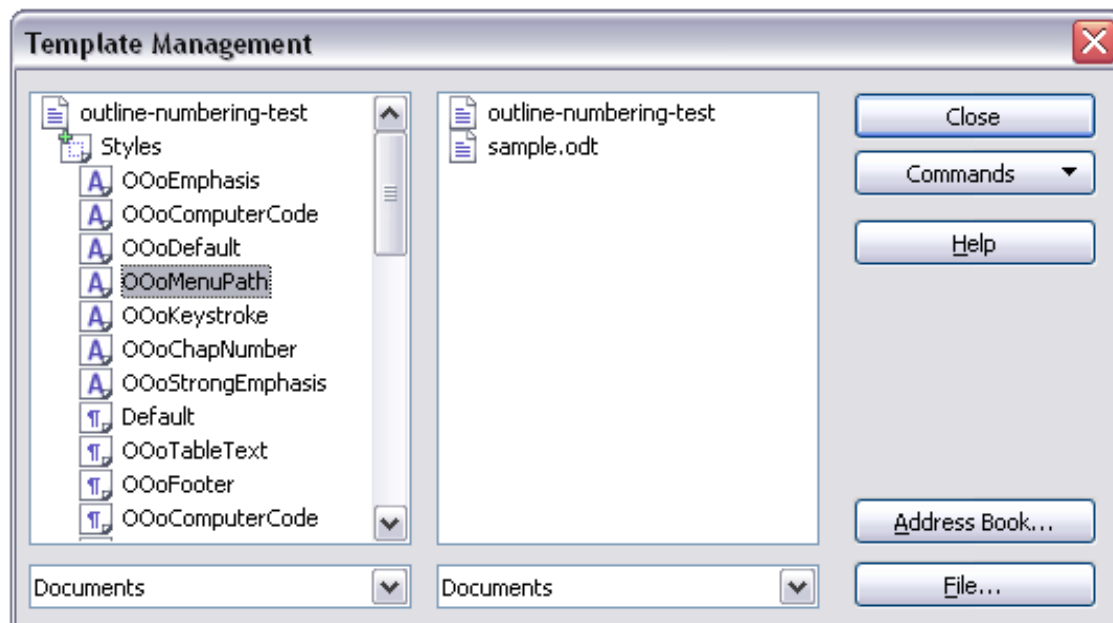 Template Management
outline-numbering-test
Styles
OOoEmphasis
OOoComputerCode
OOoDefault
OOoMenuPath
OOoKeystroke
OOoChapNumber
OOoStrongEmphasis
Default
OOoTableText
OOoFooter
OOoComputerCode
Documents
outline-numbering-test
sample.odt
Documents
Close
Commands
Help
Address Book...
File...